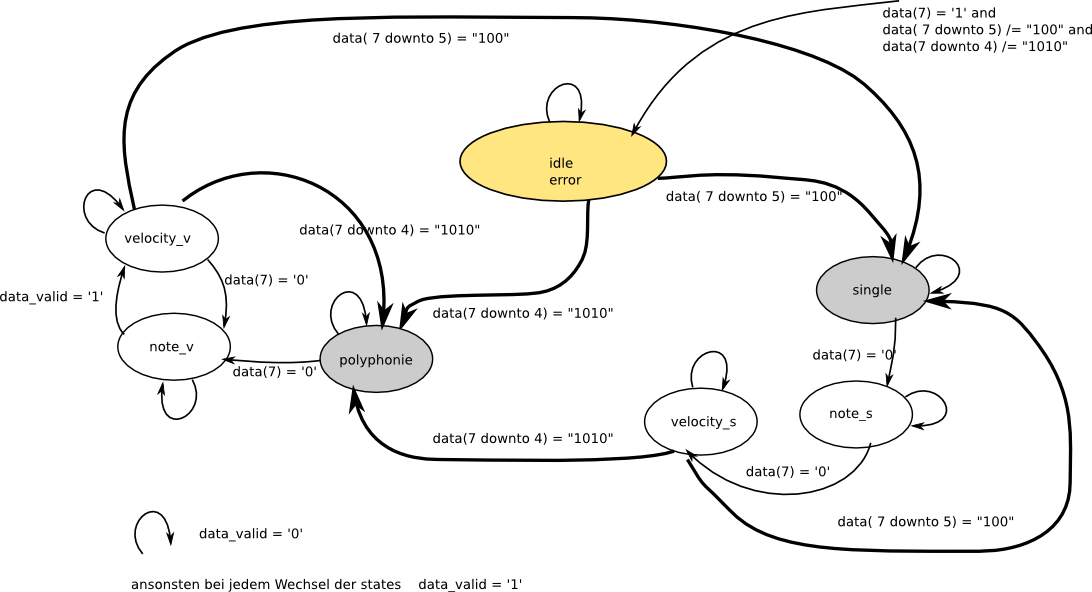 data(7) = '1' and
data( 7 downto 5) /= "100" and
data(7 downto 4) /= "1010"
data( 7 downto 5) = "100"
idle
error
data( 7 downto 5) = "100"
data(7 downto 4) = "1010"
velocity_v
data(7) = '0'
data_valid = '1'
single
data(7 downto 4) = "1010"
note_v
polyphonie
data(7) = '0'
data(7) = '0'
note_s
velocity_s
data(7 downto 4) = "1010"
data(7) = '0'
data( 7 downto 5) = "100"
data_valid = '0'
ansonsten bei jedem Wechsel der states data_valid = '1'